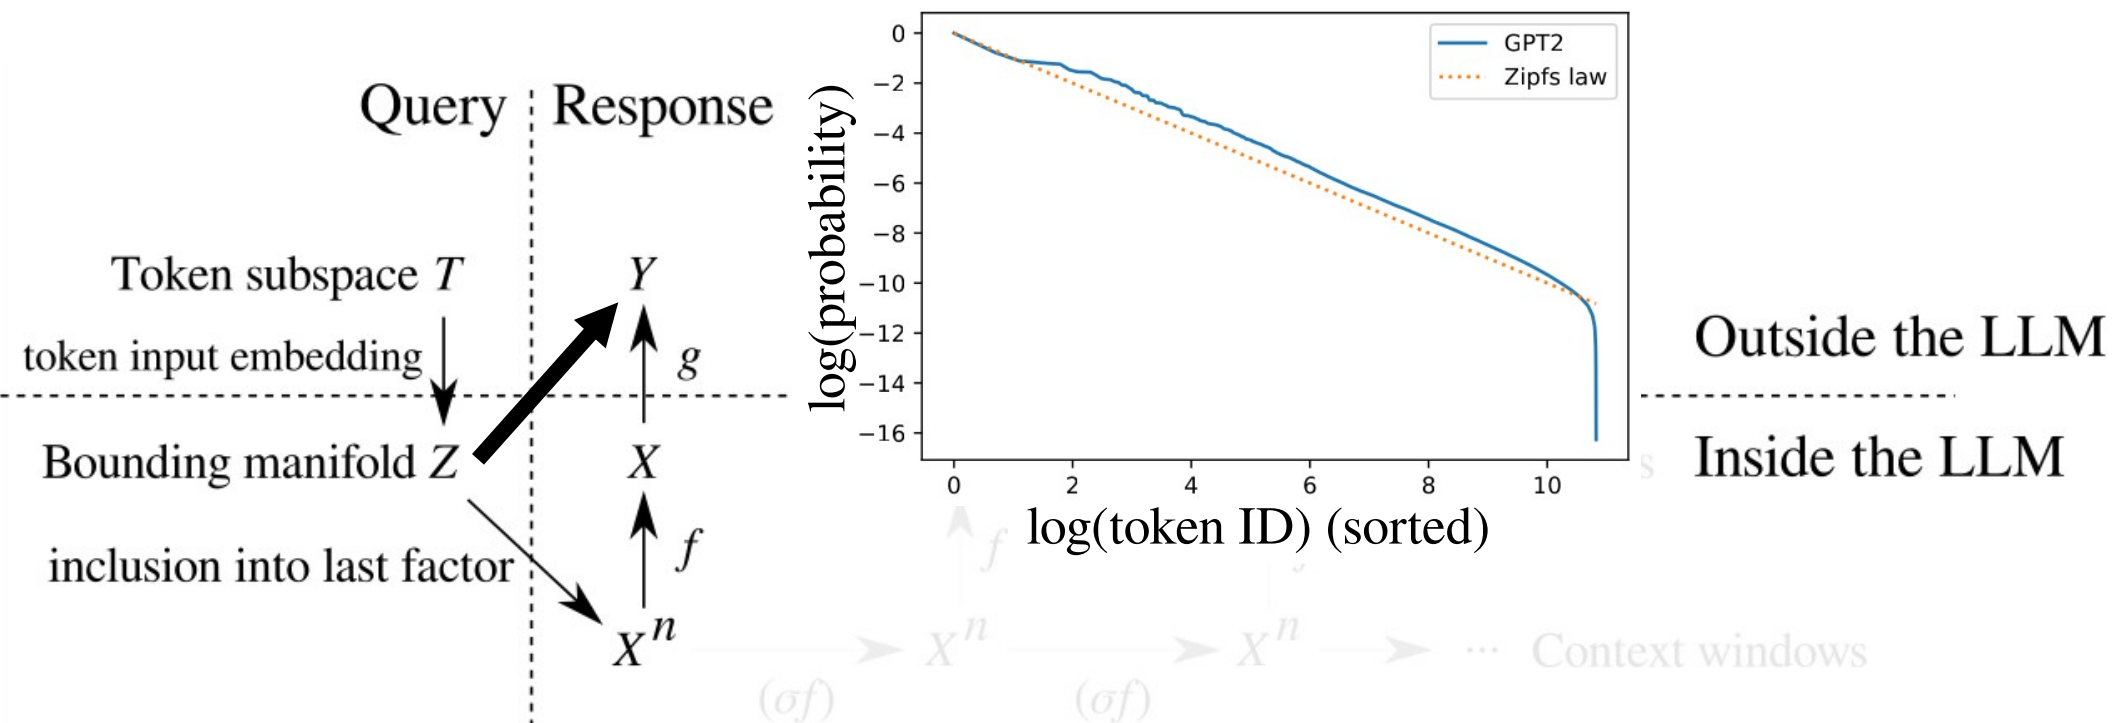 Query
Response
Token subspace T
token input embedding
Bounding manifold Z
inclusion into last factor
Y
g
X
f
X^n
0
−2
−4
−6
−8
−10
−12
−14
−16
log(probability)
GPT2
Zipfs law
0 2 4 6 8 10
log(token ID) (sorted)
Outside the LLM
Inside the LLM
s
f
X^n
X^n
... Context windows
(σf)
(σf)